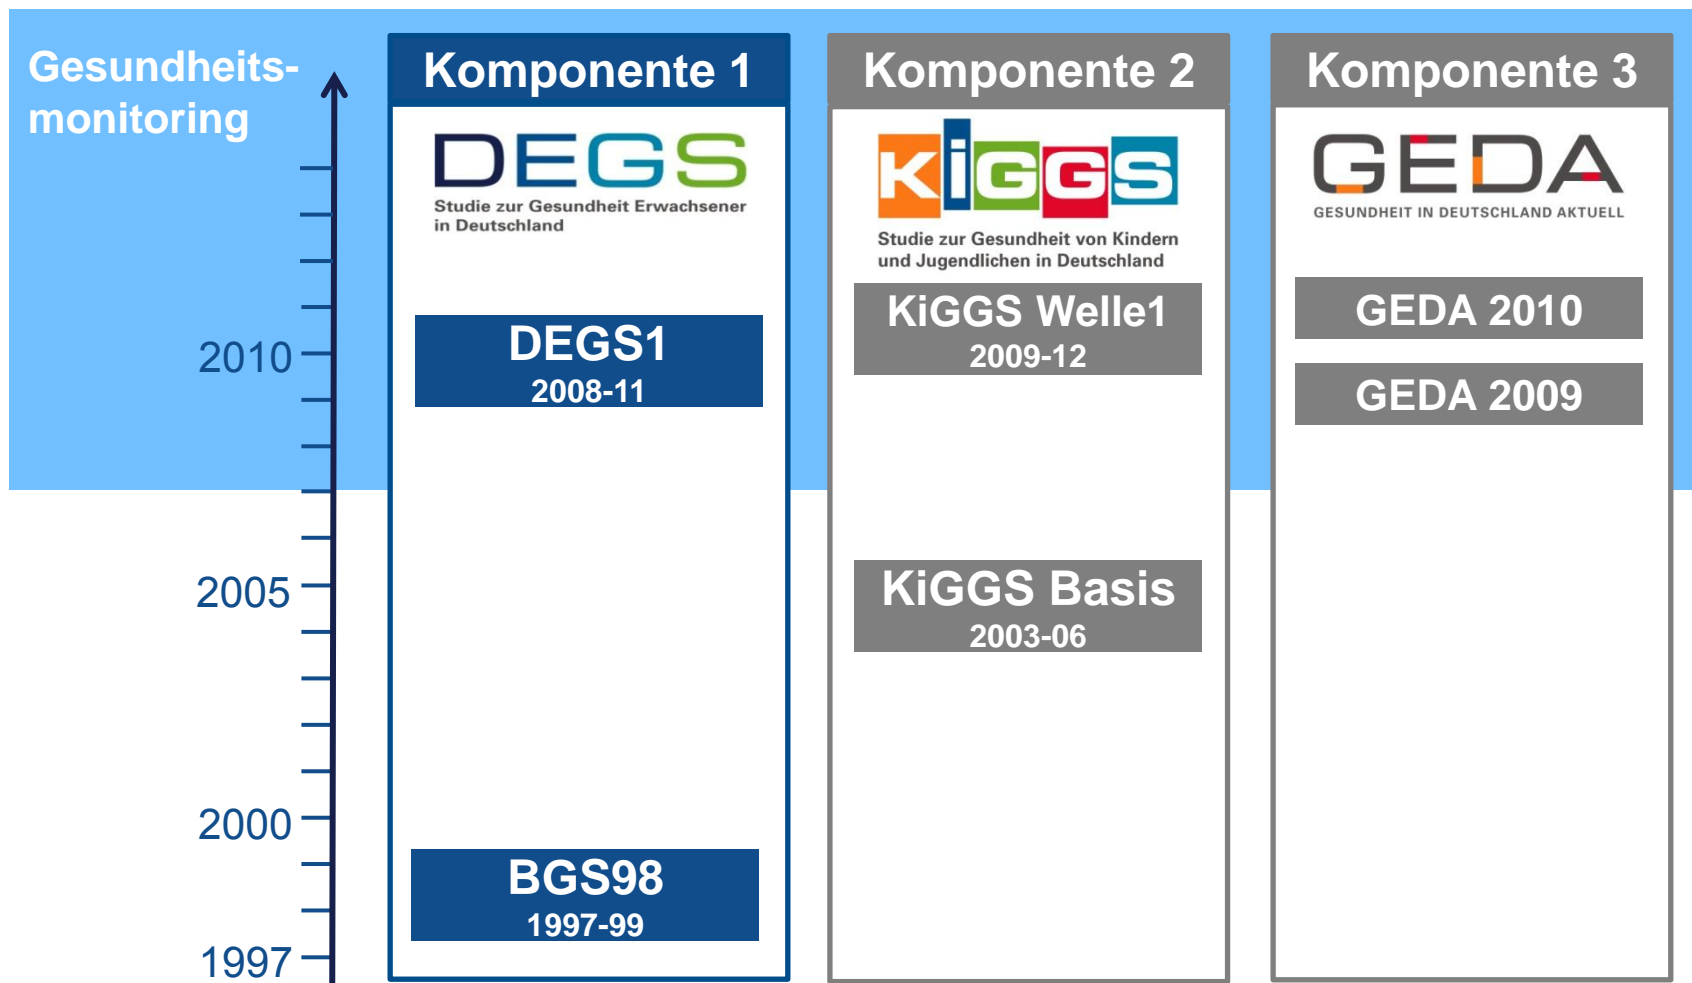 Gesundheits-
monitoring
2010
2005
2000
1997
Komponente 1
DEGS
Studie zur Gesundheit Erwachsener
in Deutschland
DEGS1
2008-11
BGS98
1997-99
Komponente 2
KiGGS
Studie zur Gesundheit von Kindern
und Jugendlichen in Deutschland
KiGGS Welle1
2009-12
KiGGS Basis
2003-06
Komponente 3
GEDA
GESUNDHEIT IN DEUTSCHLAND AKTUELL
GEDA 2010
GEDA 2009